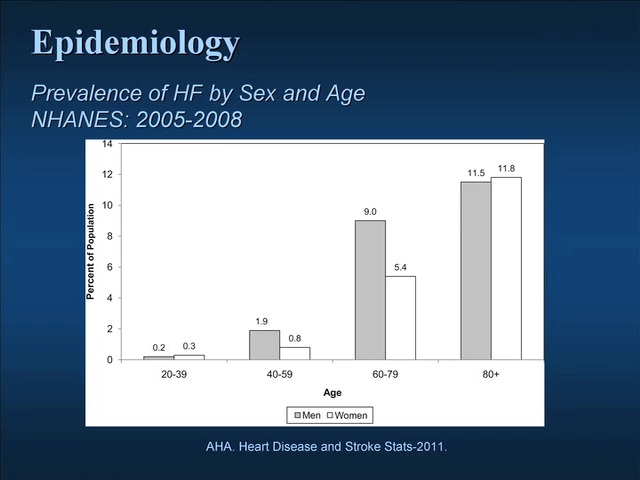 Epidemiology
Prevalence of HF by Sex and Age
NHANES: 2005-2008
14
12
10
8
6
4
2
0
Percent of Population
0.2
0.3
1.9
0.8
9.0
5.4
11.5
11.8
20-39
40-59
60-79
80+
Age
Men
Women
AHA. Heart Disease and Stroke Stats-2011.